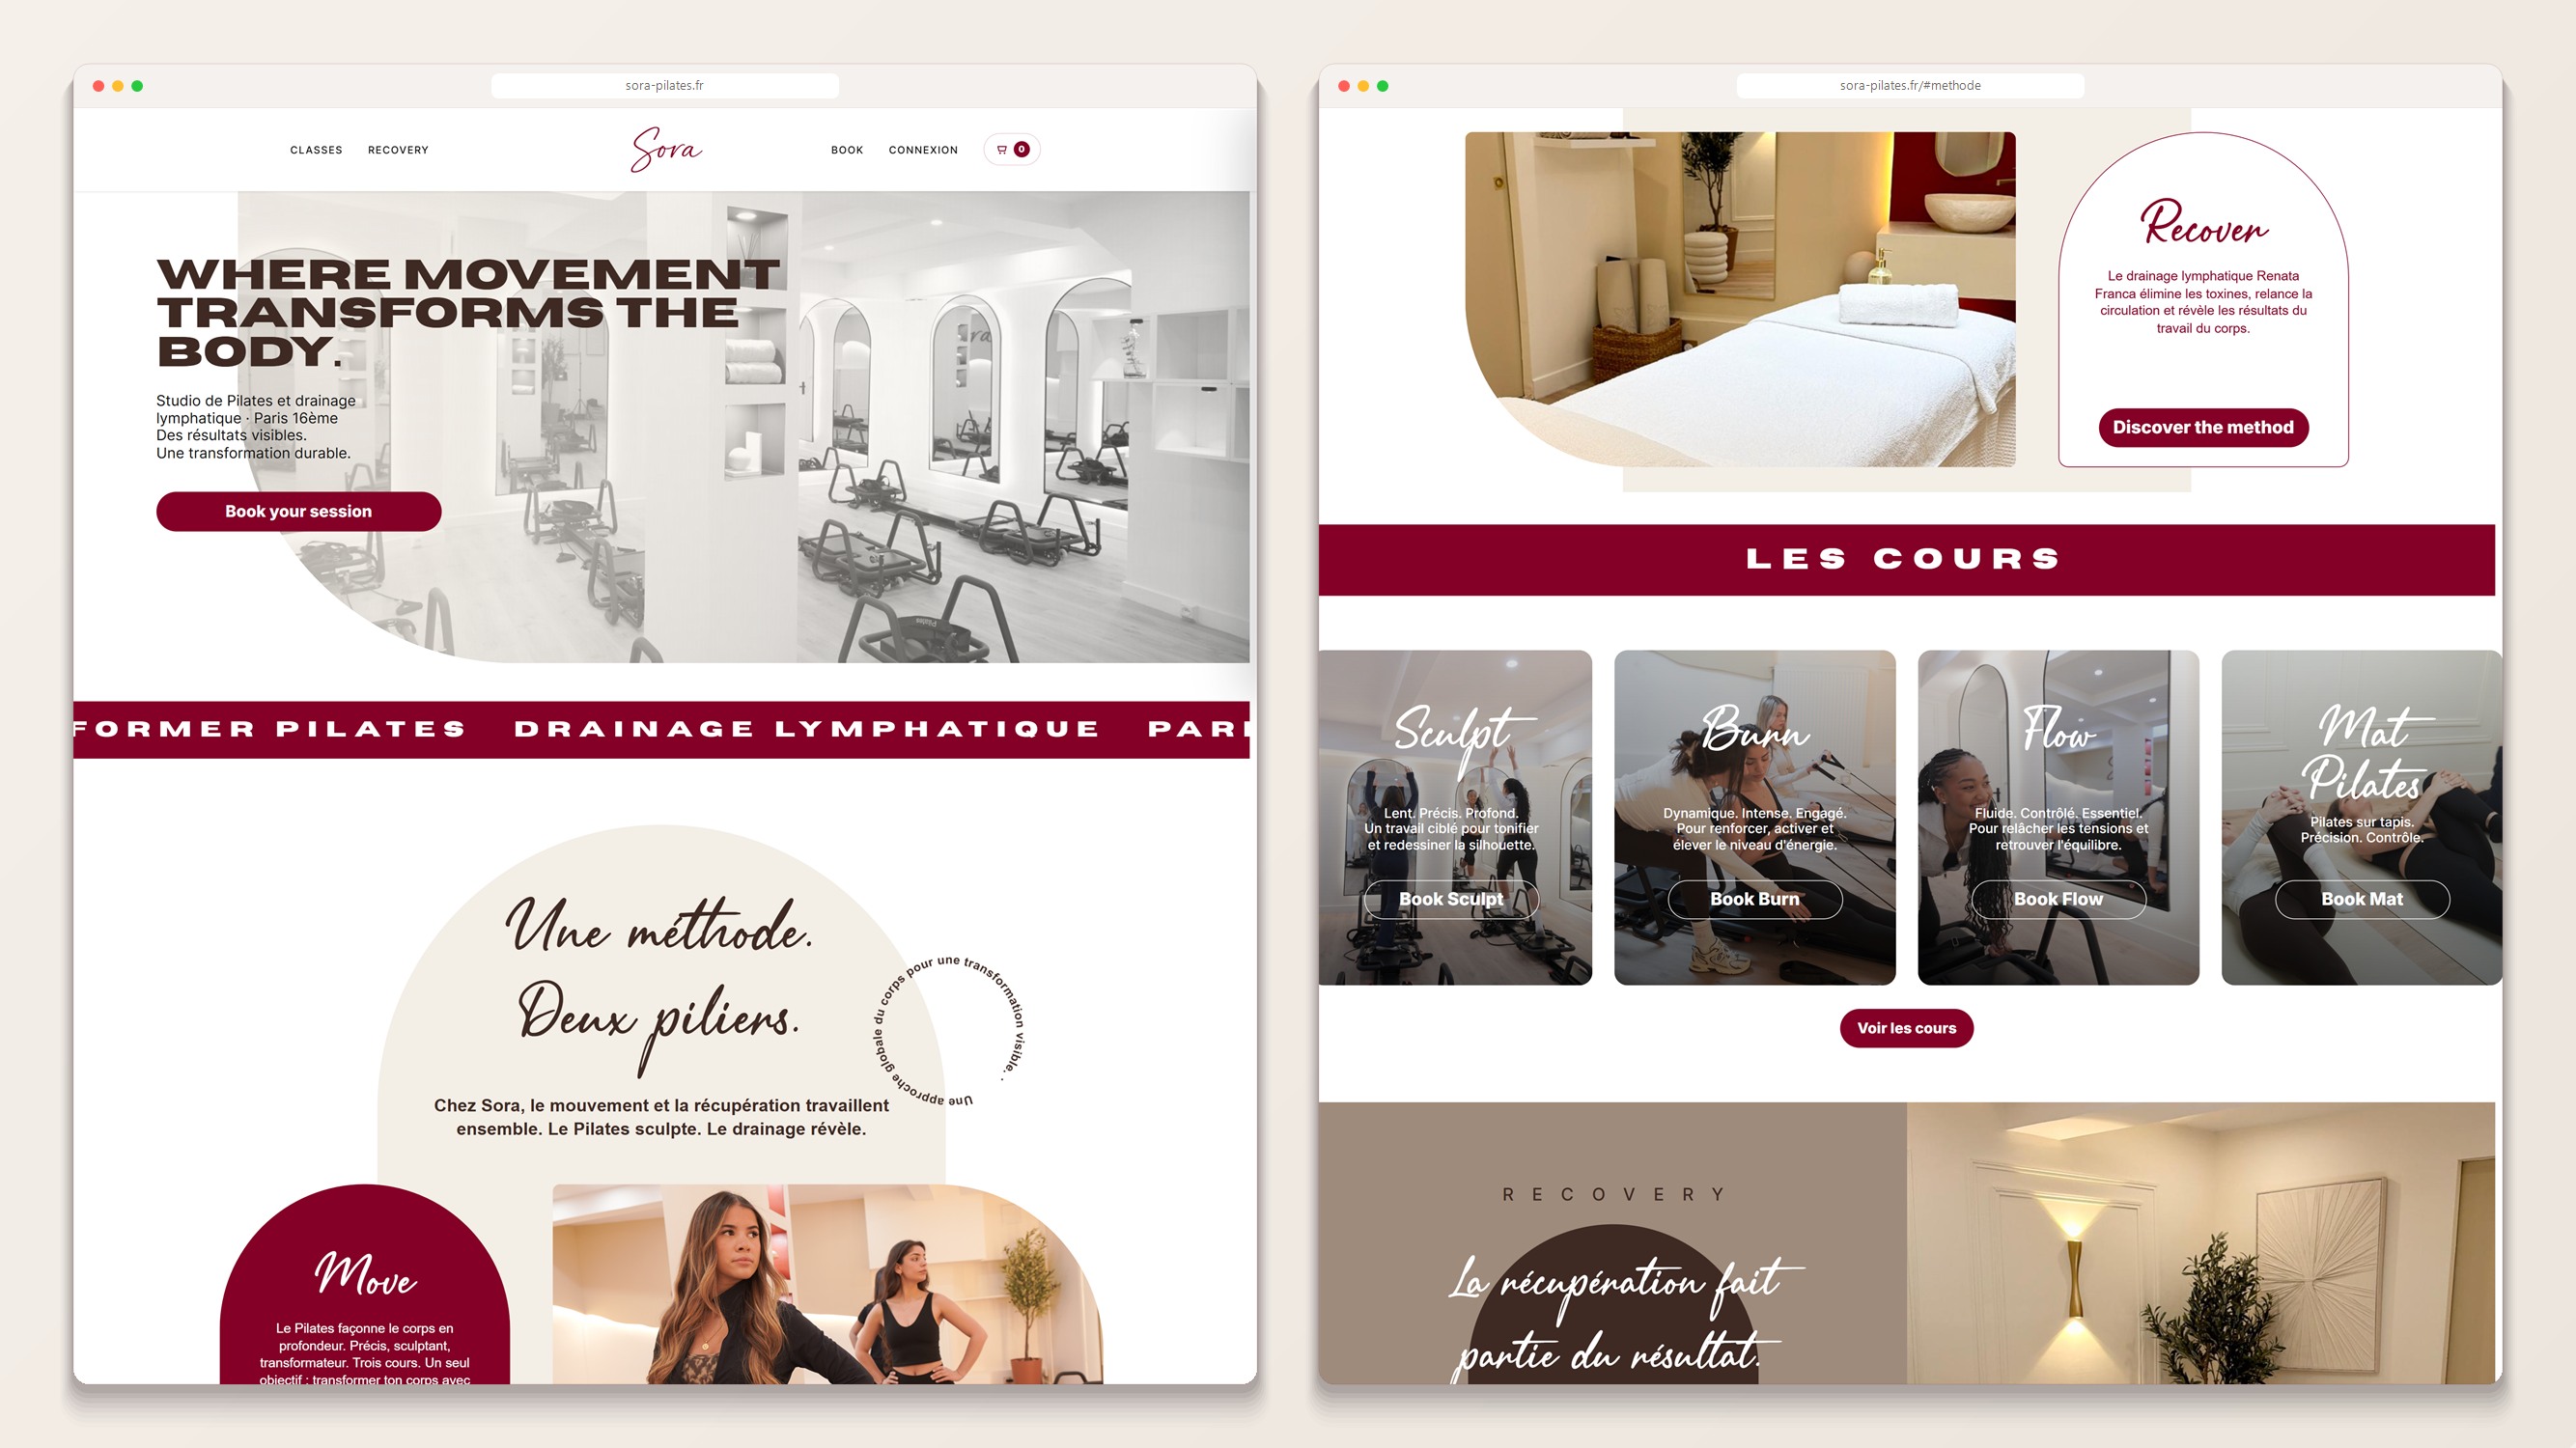 sora-pilates.fr
CLASSES RECOVERY Sora BOOK CONNEXION 0
WHERE MOVEMENT
TRANSFORMS THE
BODY.
Studio de Pilates et drainage
lymphatique · Paris 16ème
Des résultats visibles.
Une transformation durable.
Book your session
FORMER PILATES DRAINAGE LYMPHATIQUE PARI
Une méthode.
Deux piliers.
Une approche globale du corps pour une transformation visible. .
Chez Sora, le mouvement et la récupération travaillent
ensemble. Le Pilates sculpte. Le drainage révèle.
Move
Le Pilates façonne le corps en
profondeur. Précis, sculptant,
transformateur. Trois cours. Un seul
objectif : transformer ton corps avec
sora-pilates.fr/#methode
Recover
Le drainage lymphatique Renata
Franca élimine les toxines, relance la
circulation et révèle les résultats du
travail du corps.
Discover the method
LES COURS
Sculpt
Lent. Précis. Profond.
Un travail ciblé pour tonifier
et redessiner la silhouette.
Book Sculpt
Burn
Dynamique. Intense. Engagé.
Pour renforcer, activer et
élever le niveau d'énergie.
Book Burn
Flow
Fluide. Contrôlé. Essentiel.
Pour relâcher les tensions et
retrouver l'équilibre.
Book Flow
Mat
Pilates
Pilates sur tapis.
Précision. Contrôle.
Book Mat
Voir les cours
RECOVERY
La récupération fait
partie du résultat.